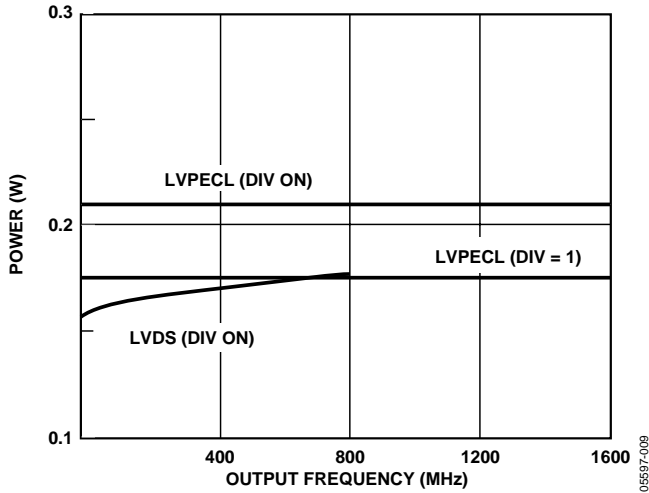 0.3
LVPECL (DIV ON)
POWER (W)
0.2
LVPECL (DIV = 1)
LVDS (DIV ON)
0.1
400 800 1200 1600
OUTPUT FREQUENCY (MHz)
05597-009